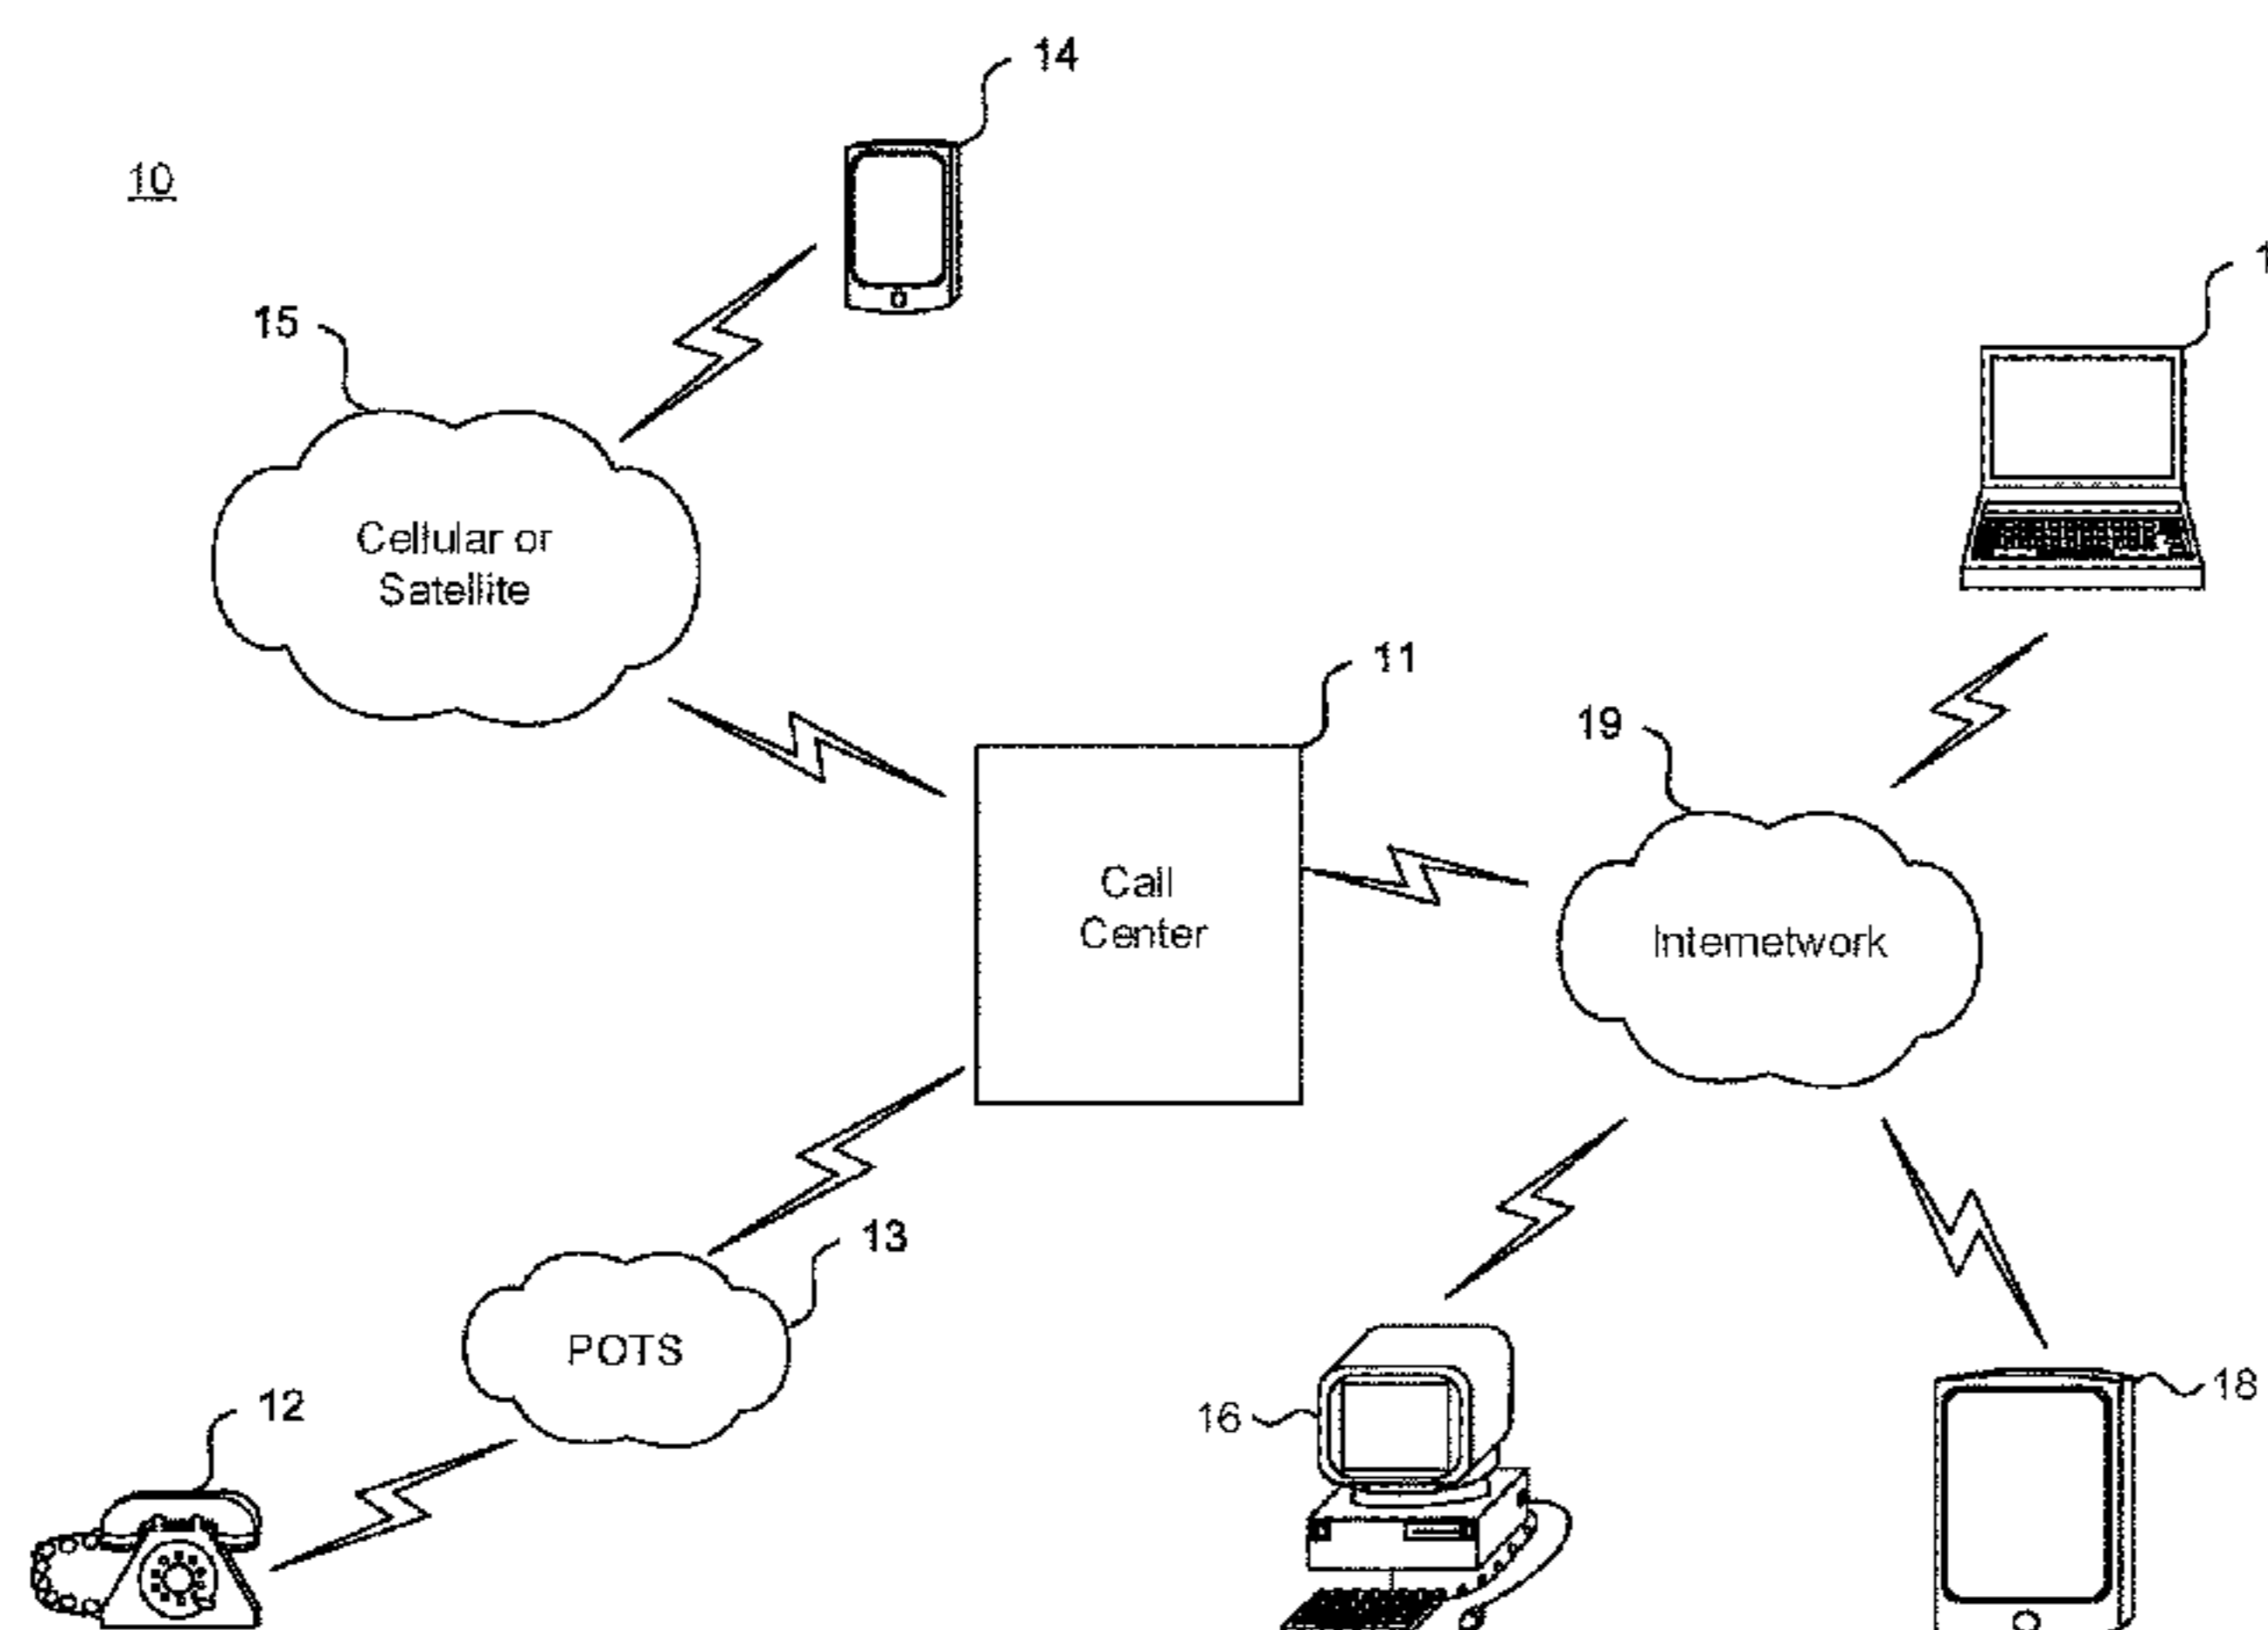 14
10
15
Cellular or
Satellite
11
19
Call
Center
Internetwork
13
POTS
12
16
18